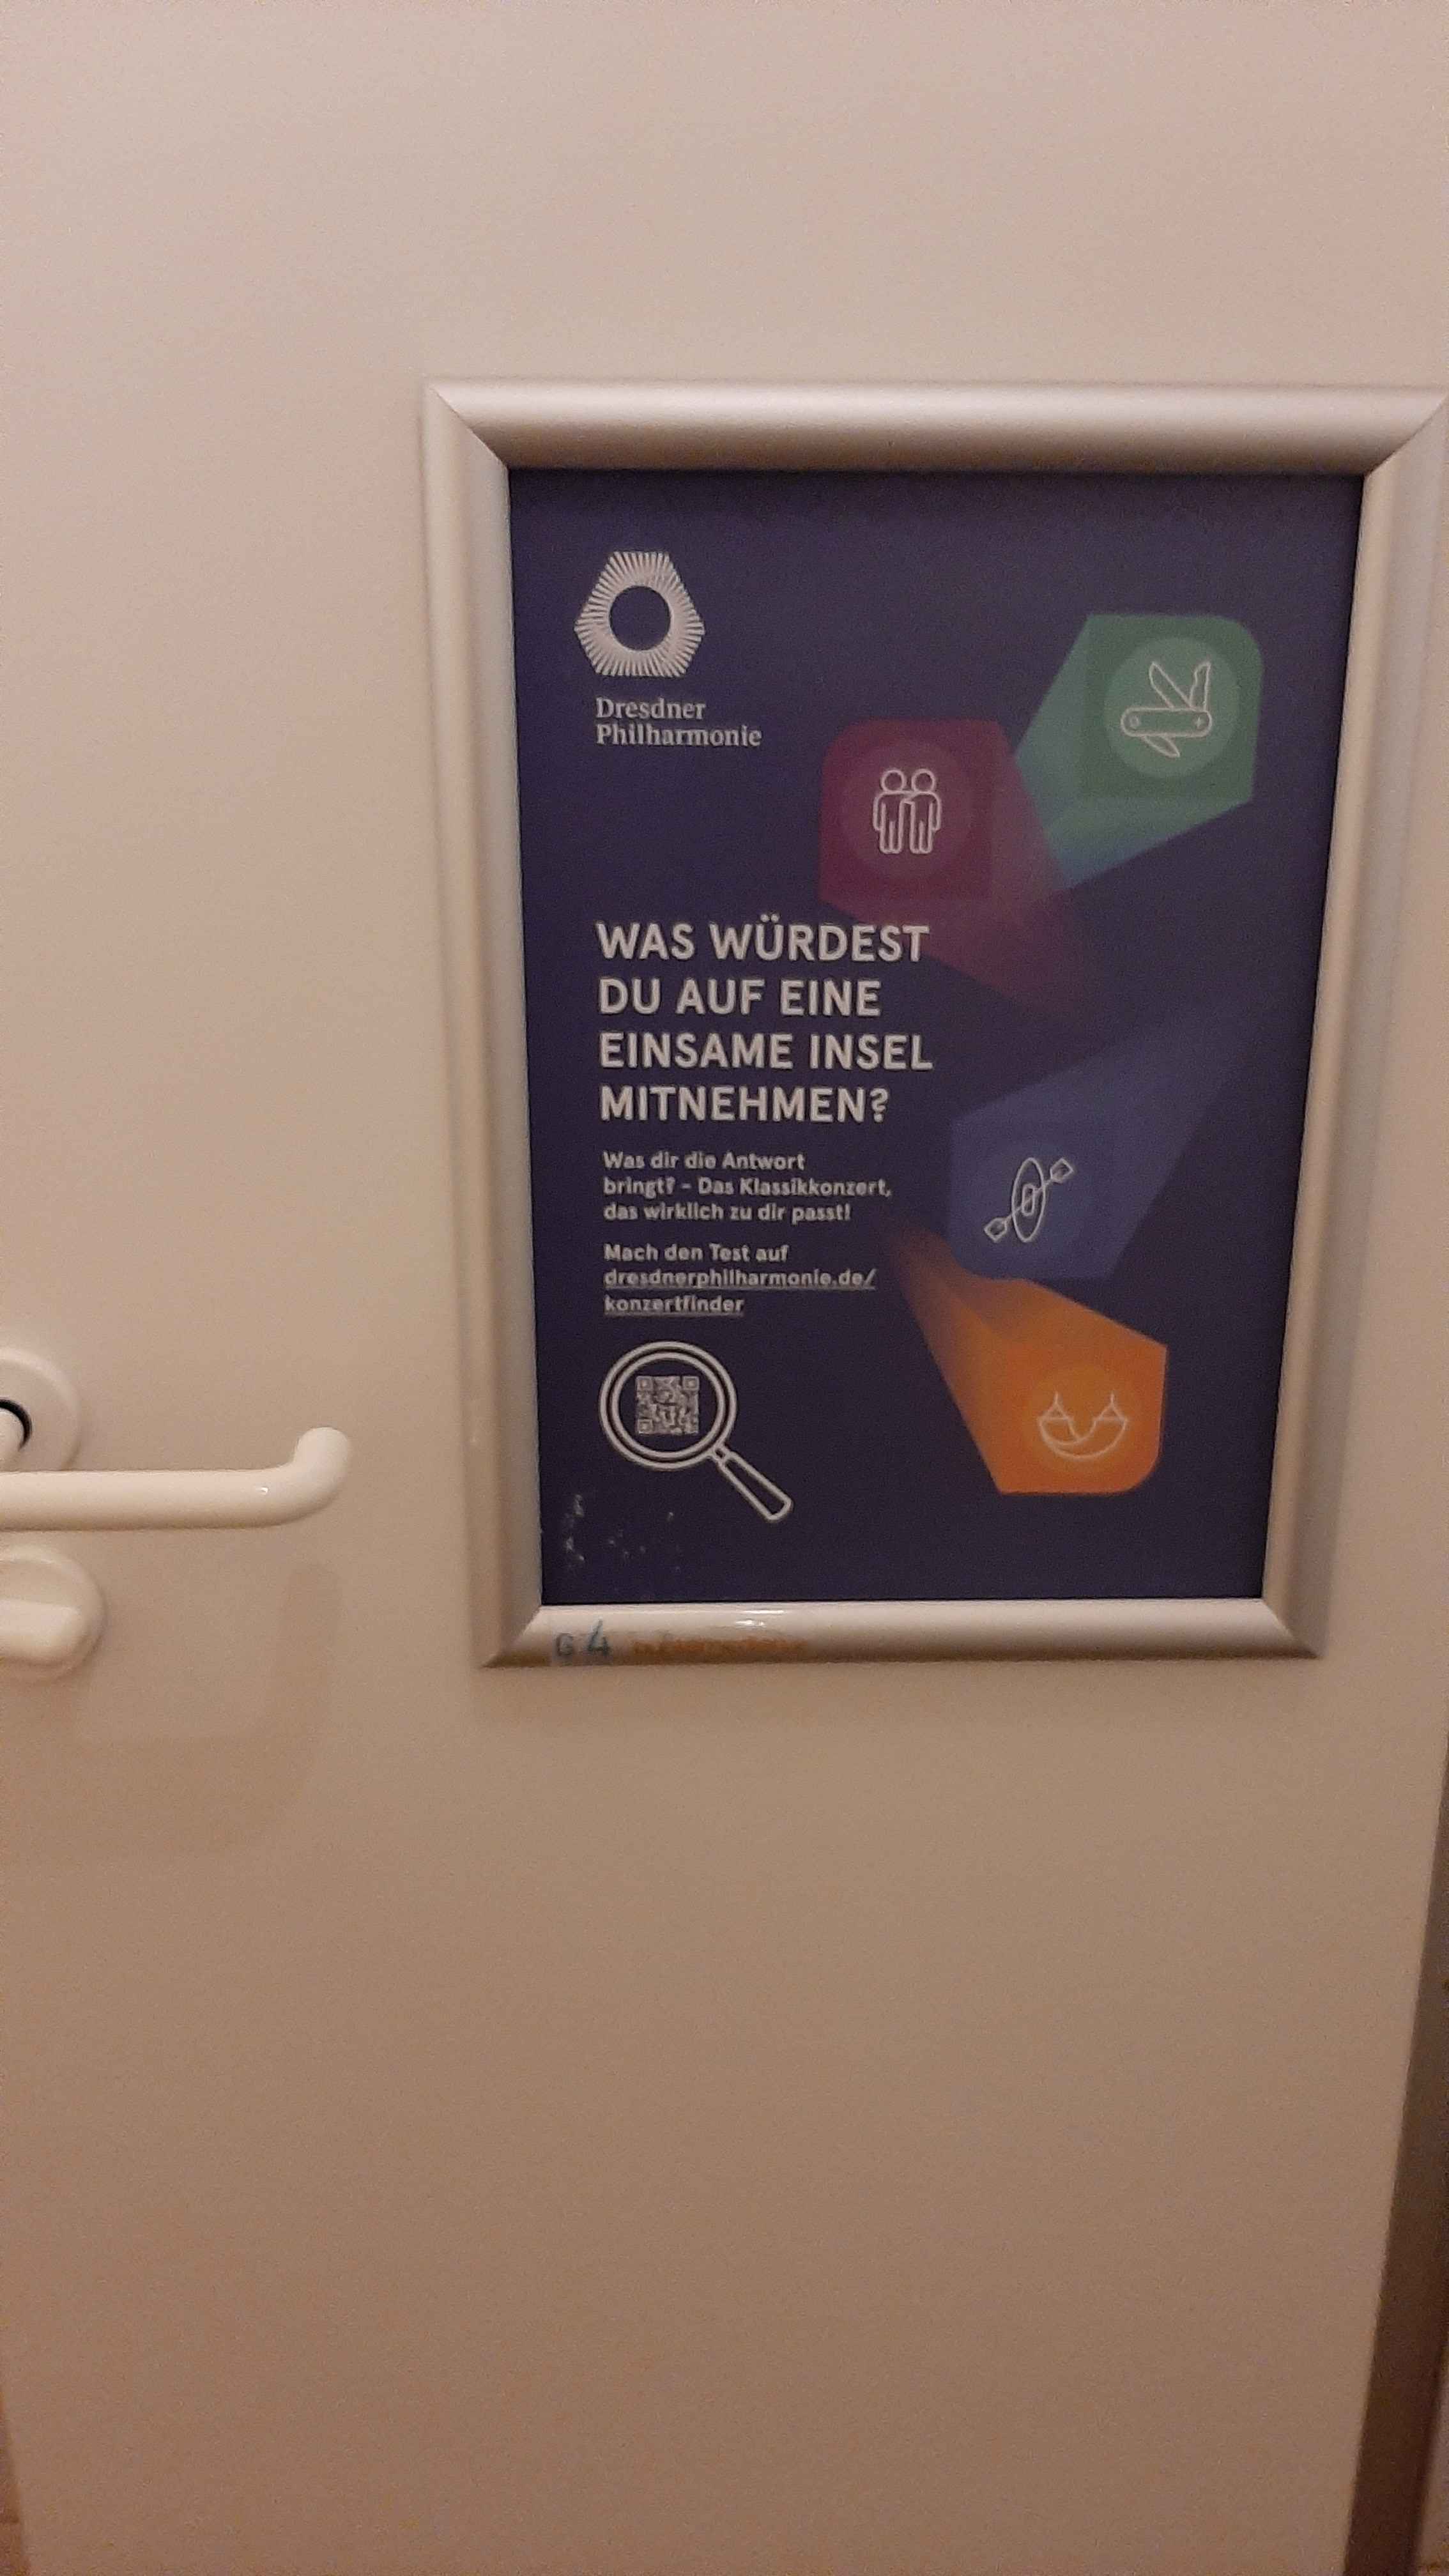 Dresdner
Philharmonie
WAS WÜRDEST
DU AUF EINE
EINSAME INSEL
MITNEHMEN?
Was dir die Antwort
bringt? – Das Klassikkonzert,
das wirklich zu dir passt!
Mach den Test auf
dresdnerphilharmonie.de/
konzertfinder
G 4